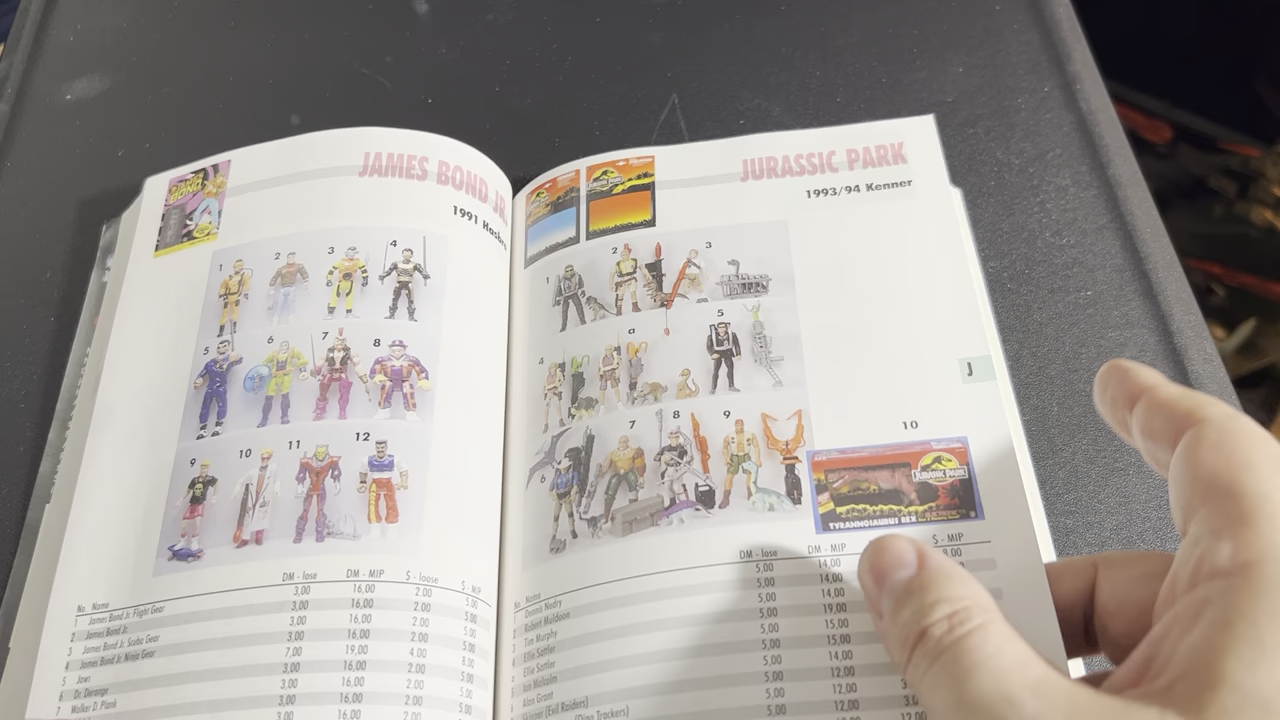 JAMES BOND JR.
1991 Hasbro
1
2
3
4
5
6
7
8
9
10
11
12
No. Name DM - lose DM - MIP $ - loose $ - MIP
1 James Bond Jr. Flight Gear 3,00 16,00 2.00 5.00
2 James Bond Jr. 3,00 16,00 2.00 5.00
3 James Bond Jr. Scuba Gear 3,00 16,00 2.00 5.00
4 James Bond Jr. Ninja Gear 3,00 16,00 2.00 5.00
5 Jaws 7,00 19,00 4.00 8.00
6 Dr. Derange 3,00 16,00 2.00 5.00
7 Walker D. Plank 3,00 16,00 2.00 5.00
JURASSIC PARK
1993/94 Kenner
1
2
3
4
a
5
6
7
8
9
10
JURASSIC PARK
TYRANNOSAURUS REX
J
No. Name DM - lose DM - MIP $ - MIP
Dennis Nedry 5,00 14,00 8.00
2 Robert Muldoon 5,00 14,00
3 Tim Murphy 5,00 14,00
4 Ellie Sattler 5,00 19,00
a Ellie Sattler 5,00 15,00
5 Ian Malcolm 5,00 15,00
6 Alan Grant 5,00 14,00
(Evil Raiders) 5,00 12,00
(Dino Trackers) 5,00 12,00